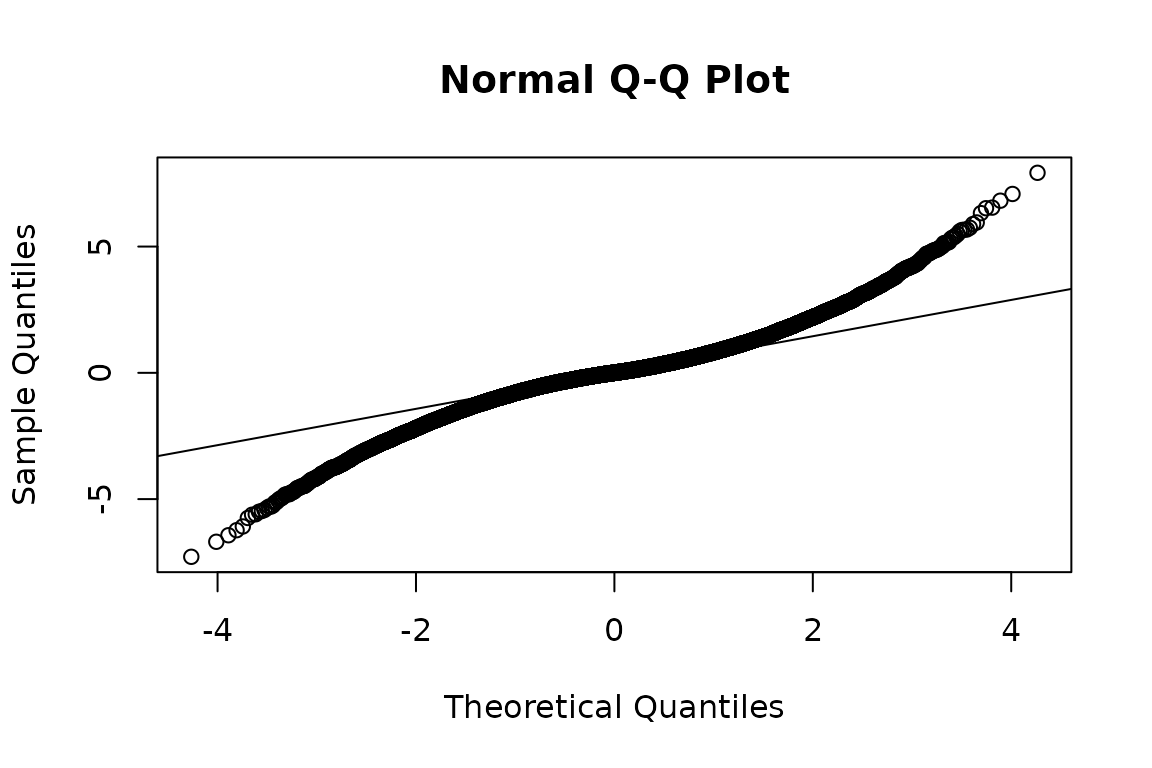 Normal Q-Q Plot
Sample Quantiles
5
0
-5
-4 -2 0 2 4
Theoretical Quantiles